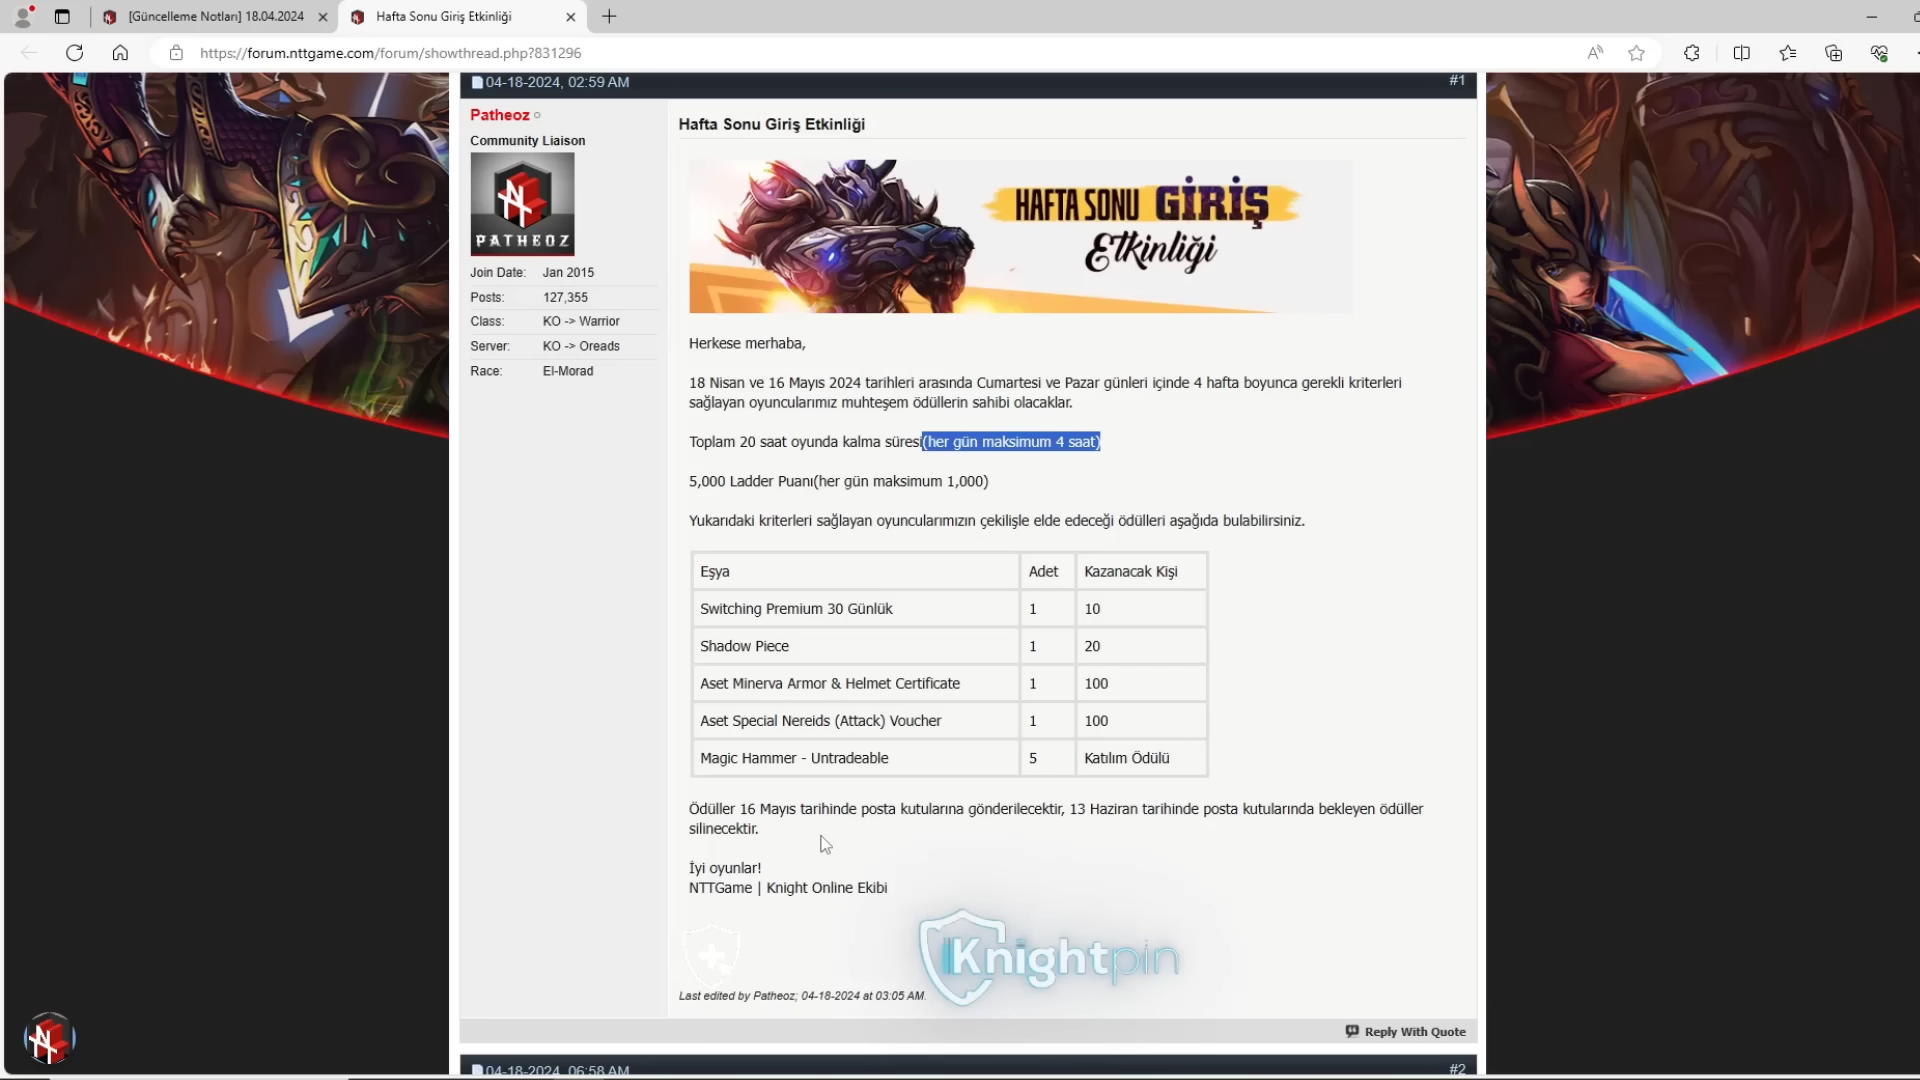 [Güncelleme Notları] 18.04.2024
Hafta Sonu Giriş Etkinliği
https://forum.nttgame.com/forum/showthread.php?831296
04-18-2024, 02:59 AM
#1
Patheoz
Community Liaison
PATHEOZ
Join Date: Jan 2015
Posts: 127,355
Class: KO -> Warrior
Server: KO -> Oreads
Race: El-Morad
Hafta Sonu Giriş Etkinliği
HAFTA SONU GİRİŞ
Etkinliği
Herkese merhaba,
18 Nisan ve 16 Mayıs 2024 tarihleri arasında Cumartesi ve Pazar günleri içinde 4 hafta boyunca gerekli kriterleri
sağlayan oyuncularımız muhteşem ödüllerin sahibi olacaklar.
Toplam 20 saat oyunda kalma süresi(her gün maksimum 4 saat)
5,000 Ladder Puanı(her gün maksimum 1,000)
Yukarıdaki kriterleri sağlayan oyuncularımızın çekilişle elde edeceği ödülleri aşağıda bulabilirsiniz.
Eşya Adet Kazanacak Kişi
Switching Premium 30 Günlük 1 10
Shadow Piece 1 20
Aset Minerva Armor & Helmet Certificate 1 100
Aset Special Nereids (Attack) Voucher 1 100
Magic Hammer - Untradeable 5 Katılım Ödülü
Ödüller 16 Mayıs tarihinde posta kutularına gönderilecektir, 13 Haziran tarihinde posta kutularında bekleyen ödüller
silinecektir.
İyi oyunlar!
NTTGame | Knight Online Ekibi
Knightpin
Last edited by Patheoz; 04-18-2024 at 03:05 AM.
Reply With Quote
04-18-2024, 06:58 AM
#2